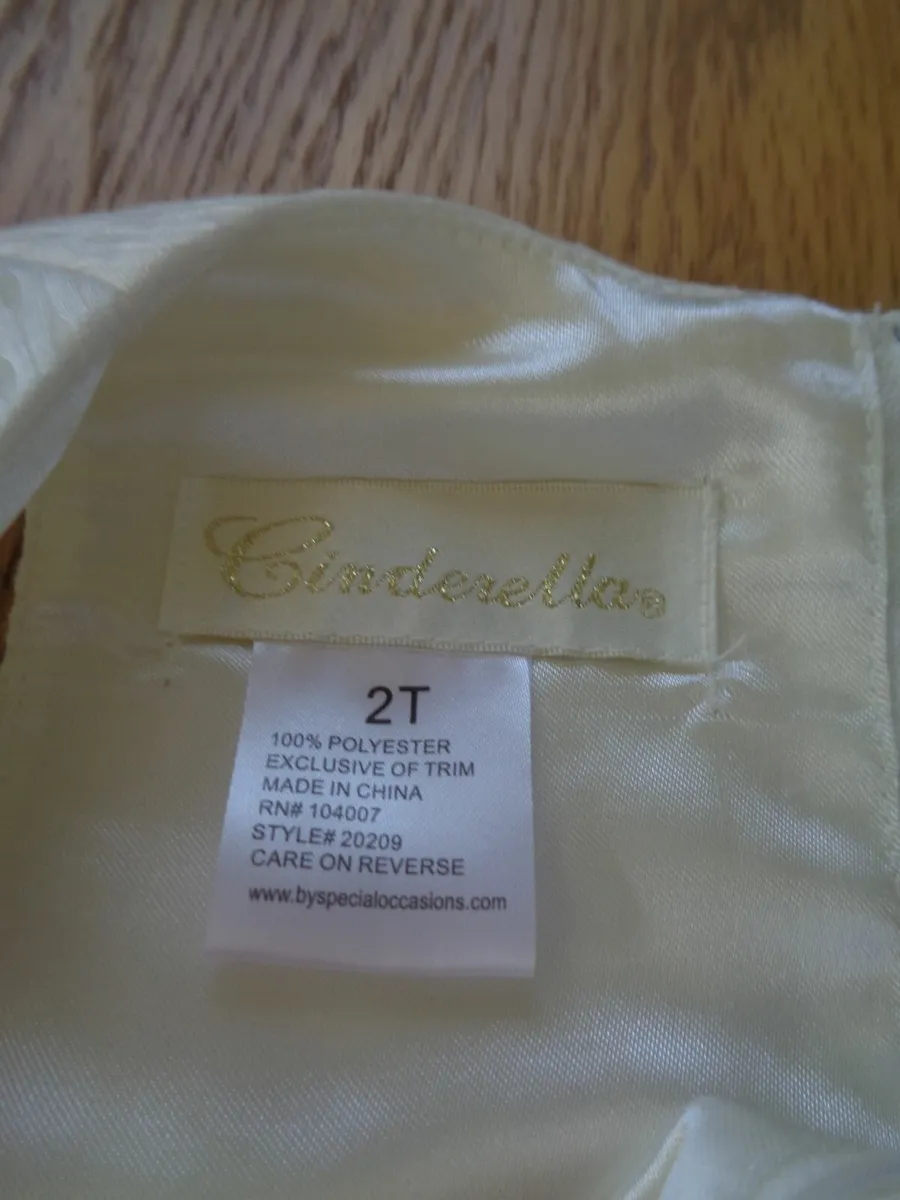 Cinderella®
2T
100% POLYESTER
EXCLUSIVE OF TRIM
MADE IN CHINA
RN# 104007
STYLE# 20209
CARE ON REVERSE
www.byspecialoccasions.com